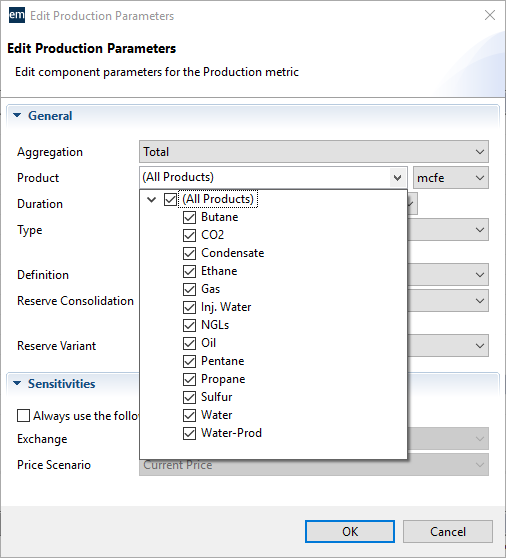 em Edit Production Parameters
Edit Production Parameters
Edit component parameters for the Production metric
General
Aggregation Total
Product (All Products) mcfe
(All Products)
Duration
Butane
Type
CO2
Condensate
Ethane
Definition
Gas
Reserve Consolidation
Inj. Water
NGLs
Reserve Variant
Oil
Pentane
Propane
Sensitivities
Sulfur
Always use the follo
Water
Exchange
Water-Prod
Price Scenario Current Price
OK Cancel